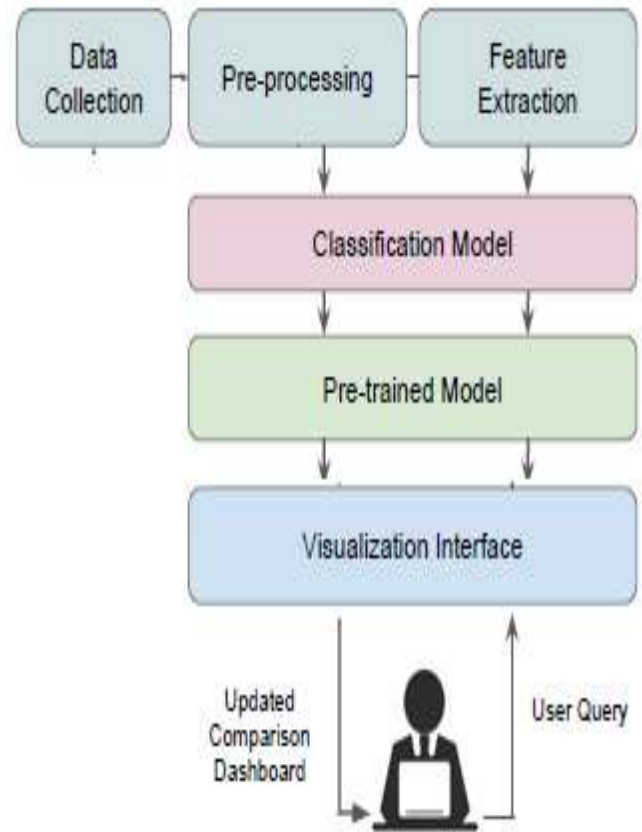 Data
Collection
Pre-processing
Feature
Extraction
Classification Model
Pre-trained Model
Visualization Interface
Updated
Comparison
Dashboard
User Query